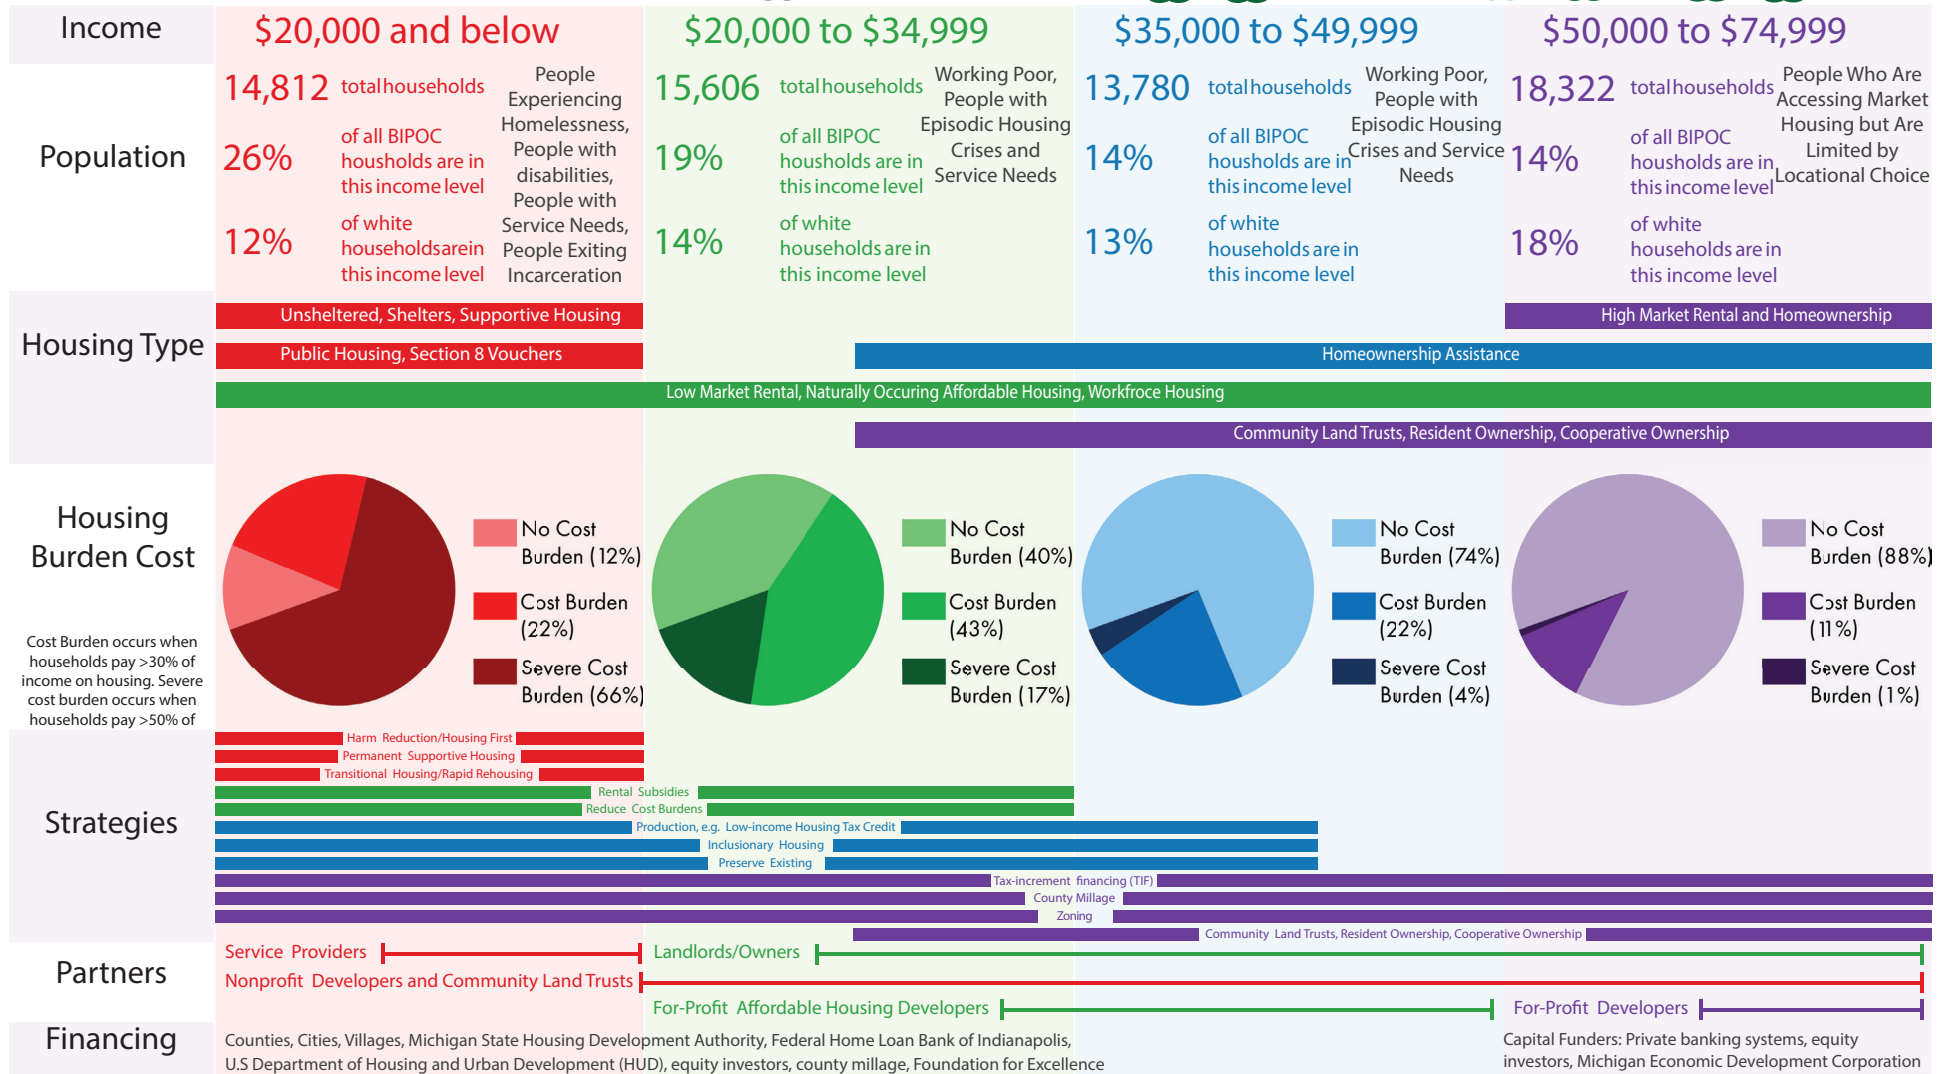 Income
$20,000 and below
$20,000 to $34,999
$35,000 to $49,999
$50,000 to $74,999
Population
14,812 total households
26%
of all BIPOC
housholds are in
this income level
12%
of white
households are in
this income level
People
Experiencing
Homelessness,
People with
disabilities,
People with
Service Needs,
People Exiting
Incarceration
15,606 total households
19%
of all BIPOC
housholds are in
this income level
14%
of white
households are in
this income level
Working Poor,
People with
Episodic Housing
Crises and
Service Needs
13,780 total households
14%
of all BIPOC
housholds are in
this income level
13%
of white
households are in
this income level
Working Poor,
People with
Episodic Housing
Crises and Service
Needs
18,322 total households
14%
of all BIPOC
housholds are in
this income level
18%
of white
households are in
this income level
People Who Are
Accessing Market
Housing but Are
Limited by
Locational Choice
Housing Type
Unsheltered, Shelters, Supportive Housing
High Market Rental and Homeownership
Public Housing, Section 8 Vouchers
Homeownership Assistance
Low Market Rental, Naturally Occuring Affordable Housing, Workfroce Housing
Community Land Trusts, Resident Ownership, Cooperative Ownership
Housing
Burden Cost
Cost Burden occurs when
households pay >30% of
income on housing. Severe
cost burden occurs when
households pay >50% of
No Cost
Burden (12%)
Cost Burden
(22%)
Severe Cost
Burden (66%)
No Cost
Burden (40%)
Cost Burden
(43%)
Severe Cost
Burden (17%)
No Cost
Burden (74%)
Cost Burden
(22%)
Severe Cost
Burden (4%)
No Cost
Burden (88%)
Cost Burden
(11%)
Severe Cost
Burden (1%)
Strategies
Harm Reduction/Housing First
Permanent Supportive Housing
Transitional Housing/Rapid Rehousing
Rental Subsidies
Reduce Cost Burdens
Production, e.g. Low-income Housing Tax Credit
Inclusionary Housing
Preserve Existing
Tax-increment financing (TIF)
County Millage
Zoning
Community Land Trusts, Resident Ownership, Cooperative Ownership
Partners
Service Providers
Landlords/Owners
Nonprofit Developers and Community Land Trusts
For-Profit Affordable Housing Developers
For-Profit Developers
Financing
Counties, Cities, Villages, Michigan State Housing Development Authority, Federal Home Loan Bank of Indianapolis,
U.S Department of Housing and Urban Development (HUD), equity investors, county millage, Foundation for Excellence
Capital Funders: Private banking systems, equity
investors, Michigan Economic Development Corporation